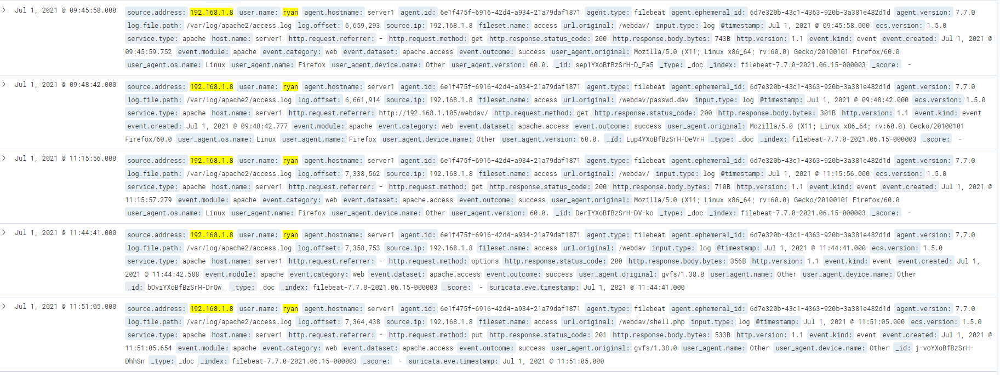 Jul 1, 2021 @ 09:45:58.000 source.address: 192.168.1.8 user.name: ryan agent.hostname: server1 agent.id: 6e1f475f-6916-42d4-a934-21a79daf1871 agent.type: filebeat agent.ephemeral_id: 6d7e320b-43c1-4363-920b-3a381e482d1d agent.version: 7.7.0
log.file.path: /var/log/apache2/access.log log.offset: 6,659,293 source.ip: 192.168.1.8 fileset.name: access url.original: /webdav/ input.type: log @timestamp: Jul 1, 2021 @ 09:45:58.000 ecs.version: 1.5.0
service.type: apache host.name: server1 http.request.referrer: - http.request.method: get http.response.status_code: 200 http.response.body.bytes: 743B http.version: 1.1 event.kind: event event.created: Jul 1, 2021 @
09:45:59.752 event.module: apache event.category: web event.dataset: apache.access event.outcome: success user_agent.original: Mozilla/5.0 (X11; Linux x86_64; rv:60.0) Gecko/20100101 Firefox/60.0
user_agent.os.name: Linux user_agent.name: Firefox user_agent.device.name: Other user_agent.version: 60.0. _id: sep1YXoBfBzSrH-D_Fa5 _type: _doc _index: filebeat-7.7.0-2021.06.15-000003 _score: -
Jul 1, 2021 @ 09:48:42.000 source.address: 192.168.1.8 user.name: ryan agent.hostname: server1 agent.id: 6e1f475f-6916-42d4-a934-21a79daf1871 agent.type: filebeat agent.ephemeral_id: 6d7e320b-43c1-4363-920b-3a381e482d1d agent.version: 7.7.0
log.file.path: /var/log/apache2/access.log log.offset: 6,661,914 source.ip: 192.168.1.8 fileset.name: access url.original: /webdav/passwd.dav input.type: log @timestamp: Jul 1, 2021 @ 09:48:42.000 ecs.version: 1.5.0
service.type: apache host.name: server1 http.request.referrer: http://192.168.1.105/webdav/ http.request.method: get http.response.status_code: 200 http.response.body.bytes: 301B http.version: 1.1 event.kind: event
event.created: Jul 1, 2021 @ 09:48:42.777 event.module: apache event.category: web event.dataset: apache.access event.outcome: success user_agent.original: Mozilla/5.0 (X11; Linux x86_64; rv:60.0) Gecko/20100101
Firefox/60.0 user_agent.os.name: Linux user_agent.name: Firefox user_agent.device.name: Other user_agent.version: 60.0. _id: Lup4YXoBfBzSrH-DeVrH _type: _doc _index: filebeat-7.7.0-2021.06.15-000003 _score: -
Jul 1, 2021 @ 11:15:56.000 source.address: 192.168.1.8 user.name: ryan agent.hostname: server1 agent.id: 6e1f475f-6916-42d4-a934-21a79daf1871 agent.type: filebeat agent.ephemeral_id: 6d7e320b-43c1-4363-920b-3a381e482d1d agent.version: 7.7.0
log.file.path: /var/log/apache2/access.log log.offset: 7,338,562 source.ip: 192.168.1.8 fileset.name: access url.original: /webdav/ input.type: log @timestamp: Jul 1, 2021 @ 11:15:56.000 ecs.version: 1.5.0
service.type: apache host.name: server1 http.request.referrer: - http.request.method: get http.response.status_code: 200 http.response.body.bytes: 710B http.version: 1.1 event.kind: event event.created: Jul 1, 2021 @
11:15:57.279 event.module: apache event.category: web event.dataset: apache.access event.outcome: success user_agent.original: Mozilla/5.0 (X11; Linux x86_64; rv:60.0) Gecko/20100101 Firefox/60.0
user_agent.os.name: Linux user_agent.name: Firefox user_agent.device.name: Other user_agent.version: 60.0. _id: DerIYXoBfBzSrH-DV-ko _type: _doc _index: filebeat-7.7.0-2021.06.15-000003 _score: -
Jul 1, 2021 @ 11:44:41.000 source.address: 192.168.1.8 user.name: ryan agent.hostname: server1 agent.id: 6e1f475f-6916-42d4-a934-21a79daf1871 agent.type: filebeat agent.ephemeral_id: 6d7e320b-43c1-4363-920b-3a381e482d1d agent.version: 7.7.0
log.file.path: /var/log/apache2/access.log log.offset: 7,358,753 source.ip: 192.168.1.8 fileset.name: access url.original: /webdav input.type: log @timestamp: Jul 1, 2021 @ 11:44:41.000 ecs.version: 1.5.0
service.type: apache host.name: server1 http.request.referrer: - http.request.method: options http.response.status_code: 200 http.response.body.bytes: 356B http.version: 1.1 event.kind: event event.created: Jul 1,
2021 @ 11:44:42.588 event.module: apache event.category: web event.dataset: apache.access event.outcome: success user_agent.original: gvfs/1.38.0 user_agent.name: Other user_agent.device.name: Other
_id: bOviYXoBfBzSrH-DrQw_ _type: _doc _index: filebeat-7.7.0-2021.06.15-000003 _score: - suricata.eve.timestamp: Jul 1, 2021 @ 11:44:41.000
Jul 1, 2021 @ 11:51:05.000 source.address: 192.168.1.8 user.name: ryan agent.hostname: server1 agent.id: 6e1f475f-6916-42d4-a934-21a79daf1871 agent.type: filebeat agent.ephemeral_id: 6d7e320b-43c1-4363-920b-3a381e482d1d agent.version: 7.7.0
log.file.path: /var/log/apache2/access.log log.offset: 7,364,438 source.ip: 192.168.1.8 fileset.name: access url.original: /webdav/shell.php input.type: log @timestamp: Jul 1, 2021 @ 11:51:05.000 ecs.version: 1.5.0
service.type: apache host.name: server1 http.request.referrer: - http.request.method: put http.response.status_code: 201 http.response.body.bytes: 533B http.version: 1.1 event.kind: event event.created: Jul 1, 2021 @
11:51:05.654 event.module: apache event.category: web event.dataset: apache.access event.outcome: success user_agent.original: gvfs/1.38.0 user_agent.name: Other user_agent.device.name: Other _id: j-voYXoBfBzSrH-
DhhSn _type: _doc _index: filebeat-7.7.0-2021.06.15-000003 _score: - suricata.eve.timestamp: Jul 1, 2021 @ 11:51:05.000